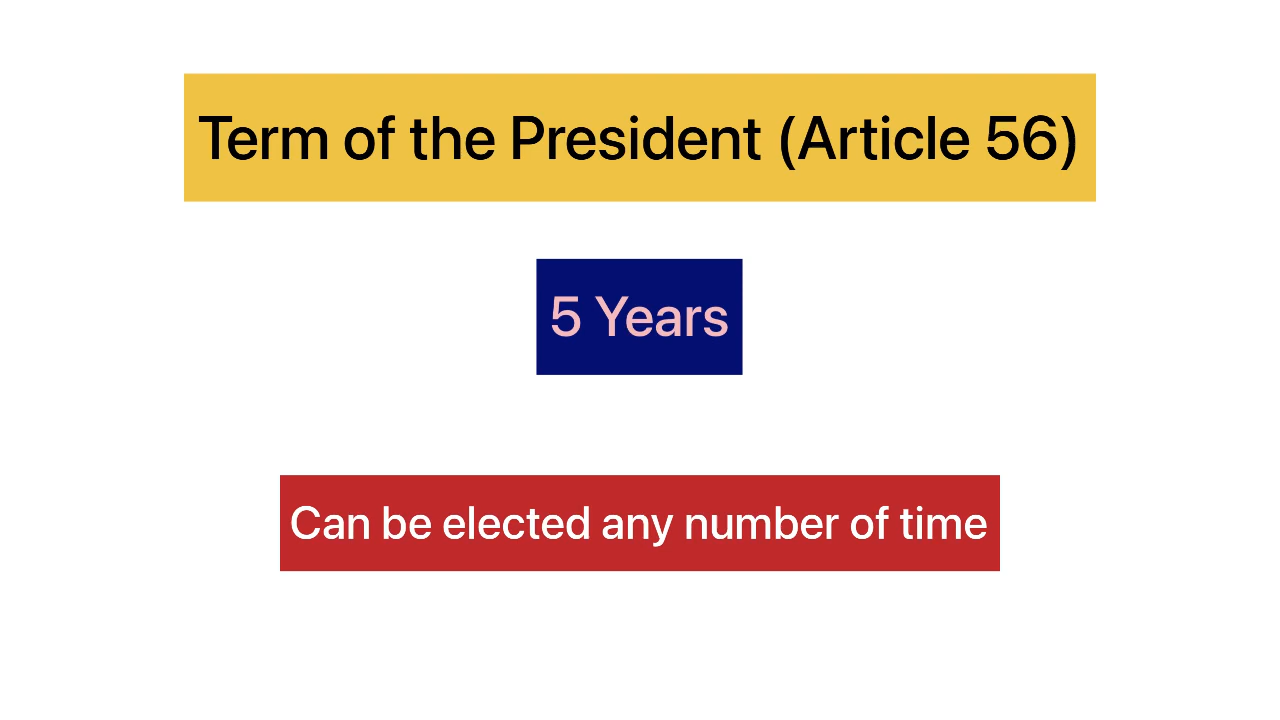 Term of the President (Article 56)
5 Years
Can be elected any number of time